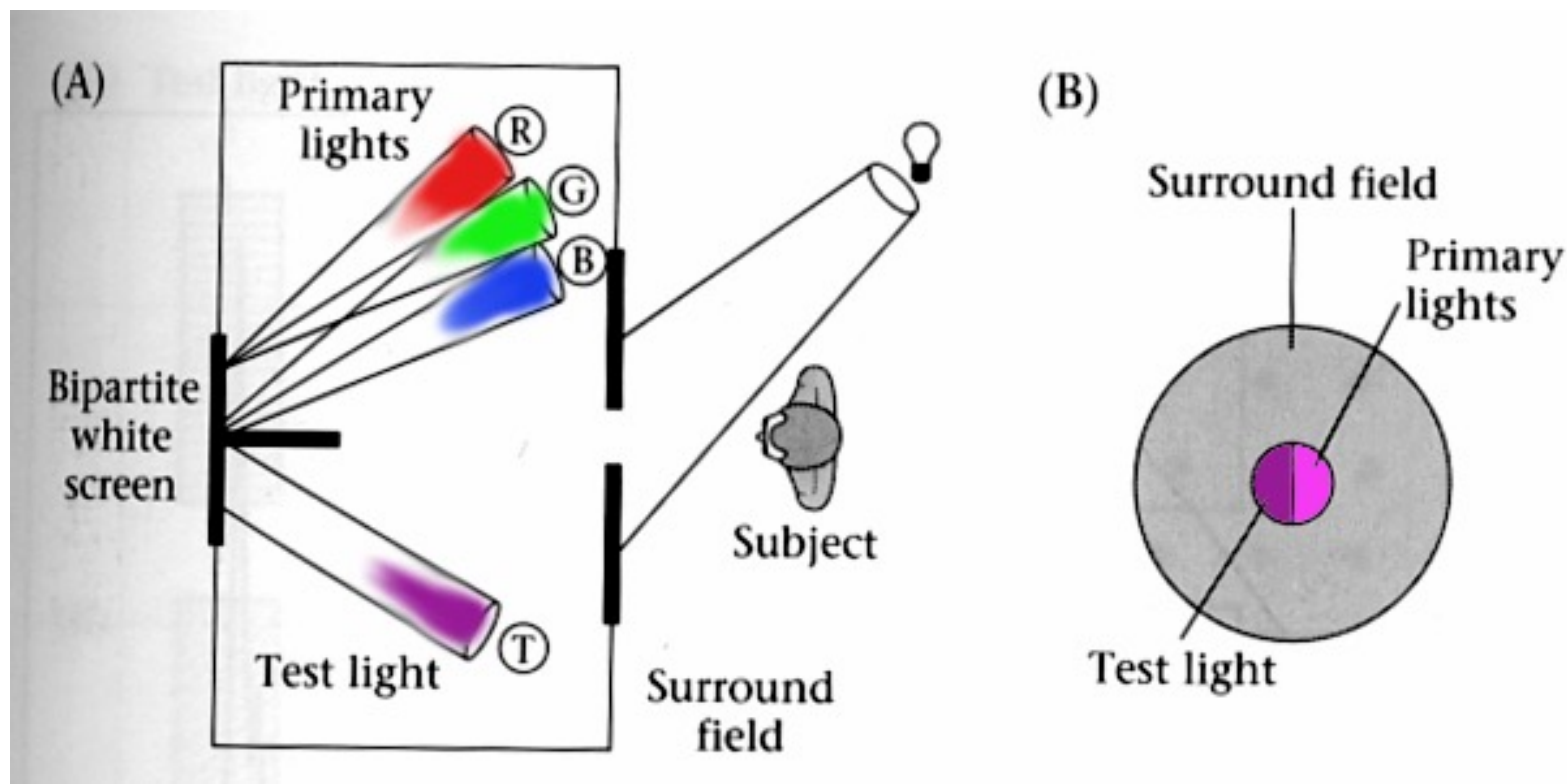 (A)
Primary
lights
R
G
B
Bipartite
white
screen
Test light
T
Subject
Surround
field
(B)
Surround field
Primary
lights
Test light